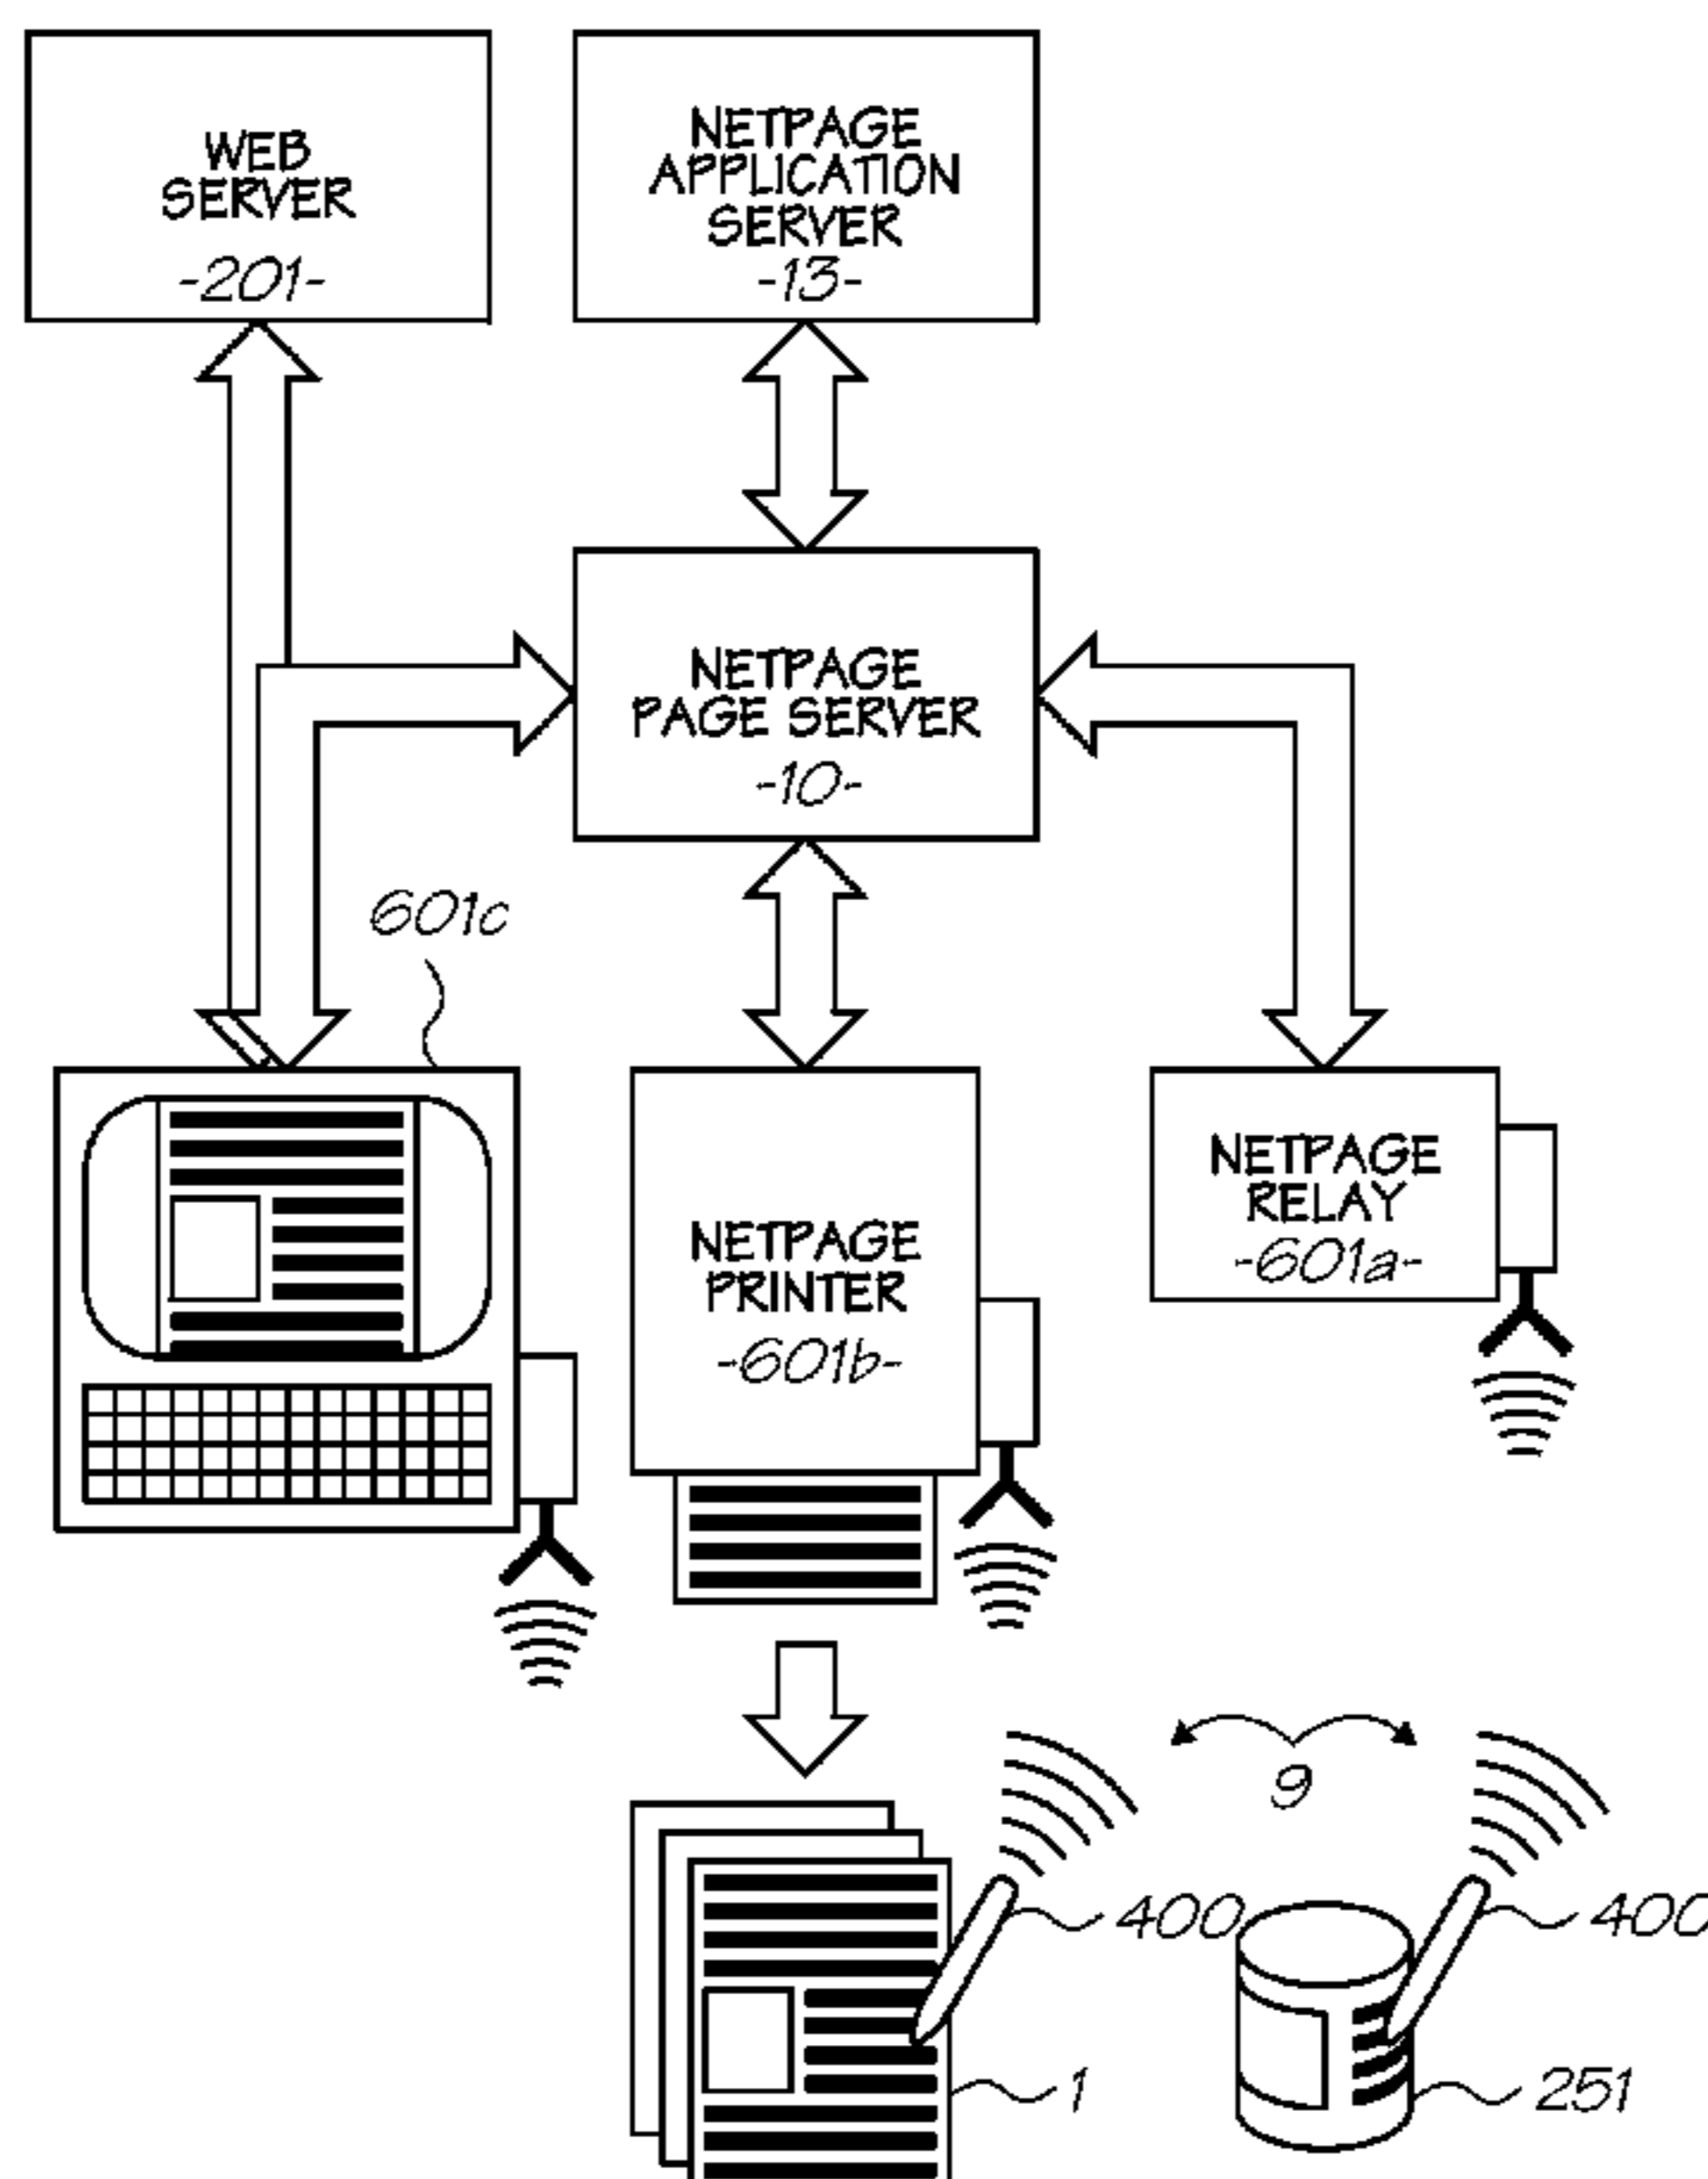 WEB
SERVER
-201-
NETPAGE
APPLICATION
SERVER
-13-
NETPAGE
PAGE SERVER
-10-
601c
NETPAGE
PRINTER
-601b-
NETPAGE
RELAY
-601a-
9
400
400
1
251